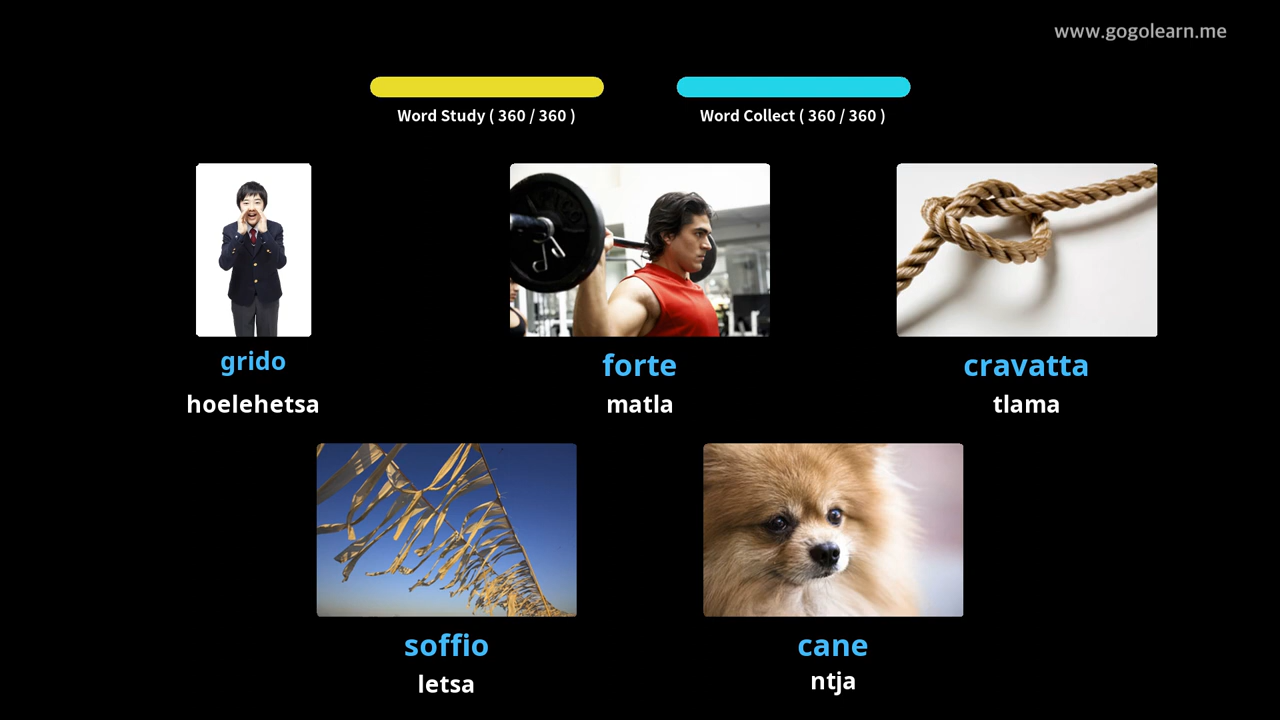 www.gogolearn.me
Word Study ( 360 / 360 )
Word Collect ( 360 / 360 )
grido
hoelehetsa
forte
matla
cravatta
tlama
soffio
letsa
cane
ntja